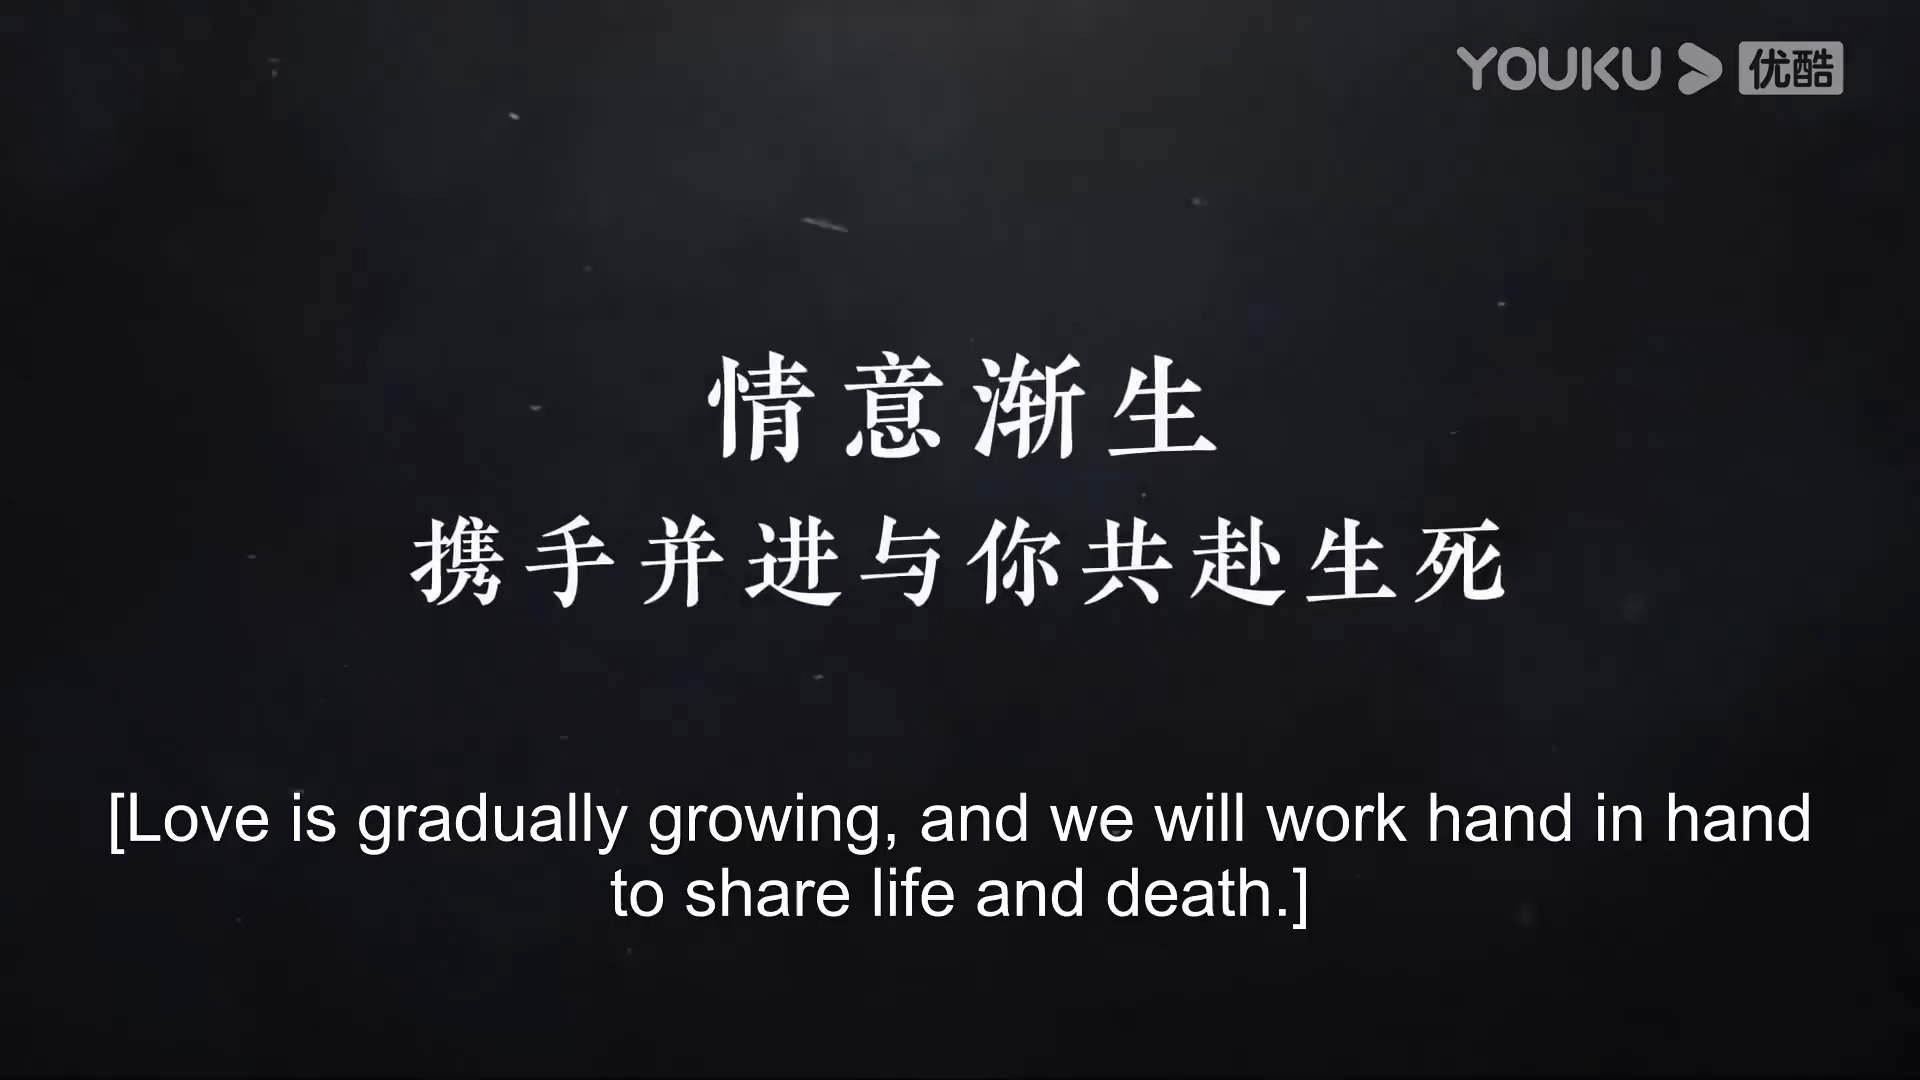 YOUKU 优酷
情意渐生
携手并进与你共赴生死
[Love is gradually growing, and we will work hand in hand
to share life and death.]